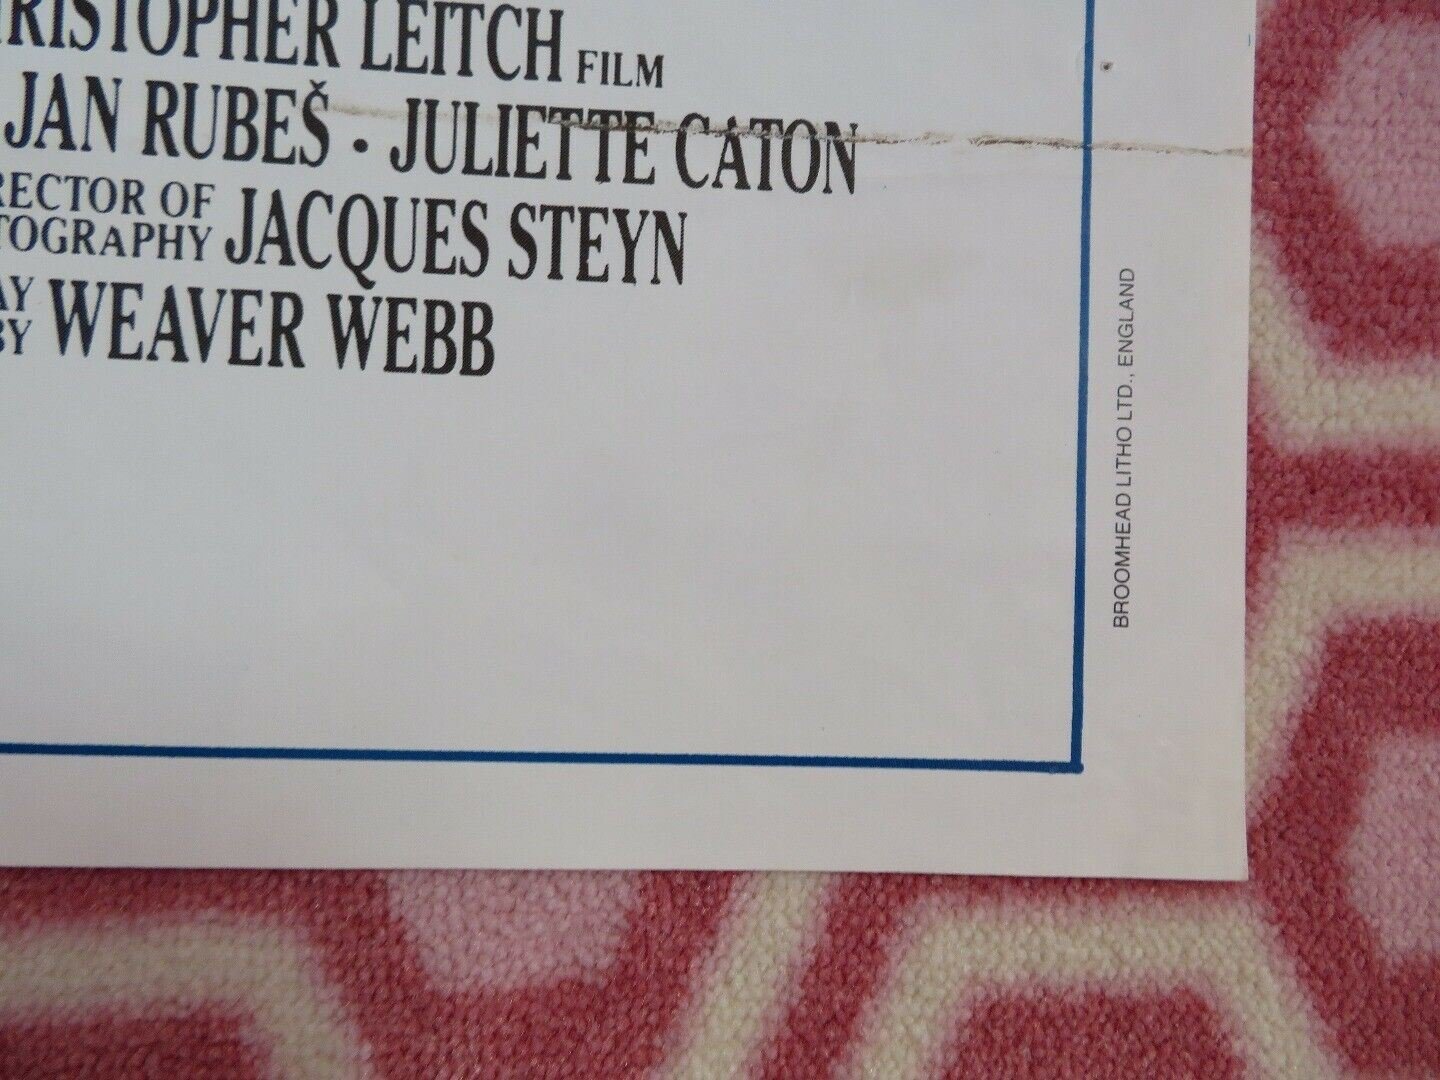 RISTOPHER LEITCH FILM
JAN RUBEŠ · JULIETTE CATON
RECTOR OF
TOGRAPHY JACQUES STEYN
AY
BY WEAVER WEBB
BROOMHEAD LITHO LTD., ENGLAND